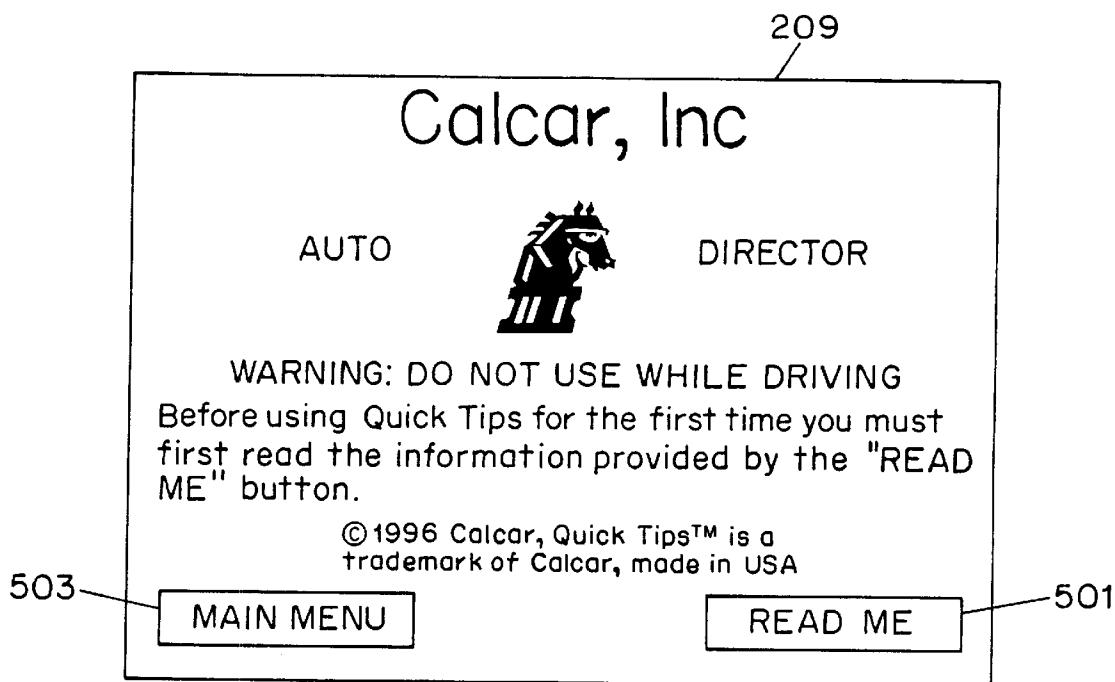 209
Calcar, Inc
AUTO DIRECTOR
WARNING: DO NOT USE WHILE DRIVING
Before using Quick Tips for the first time you must
first read the information provided by the "READ
ME" button.
©1996 Calcar, Quick Tips™ is a
trademark of Calcar, made in USA
503 MAIN MENU READ ME 501